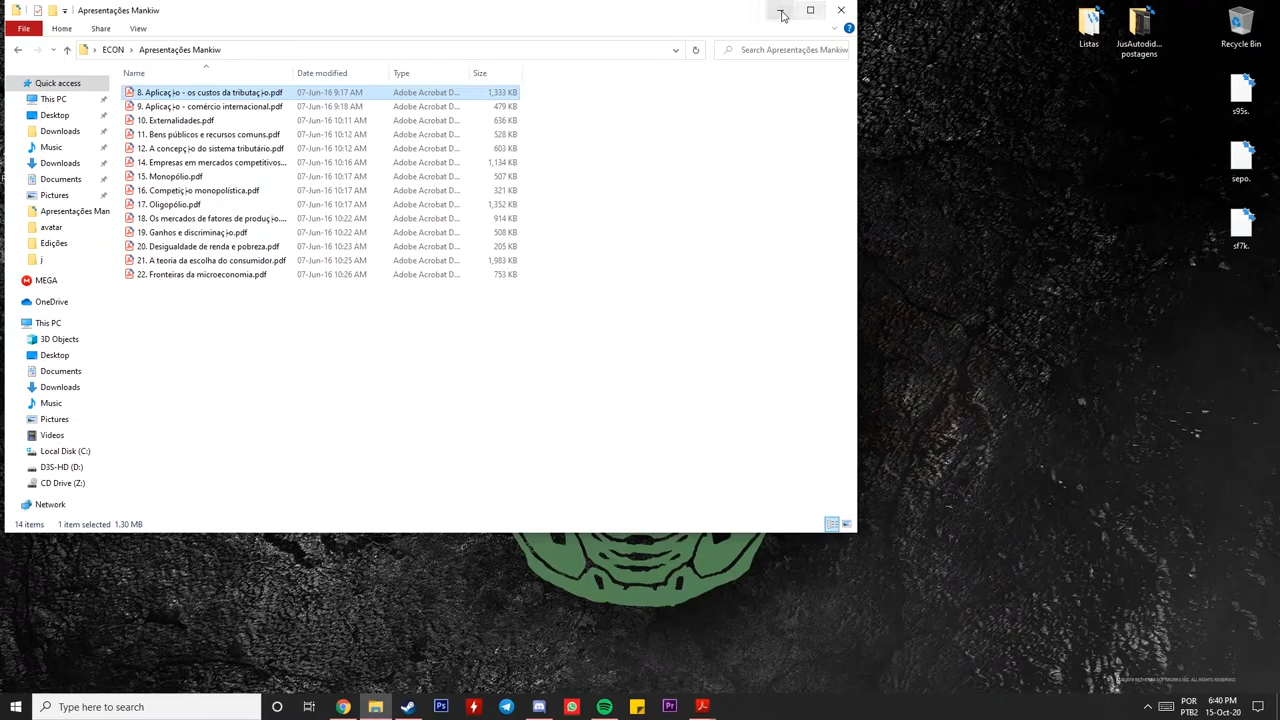 Apresentações Mankiw
File Home Share View
ECON Apresentações Mankiw
Search Apresentações Mankiw
Name Date modified Type Size
Quick access
This PC
Desktop
Downloads
Music
Downloads
Documents
Pictures
Apresentações Man
avatar
Edições
j
MEGA
OneDrive
This PC
3D Objects
Desktop
Documents
Downloads
Music
Pictures
Videos
Local Disk (C:)
D3S-HD (D:)
CD Drive (Z:)
Network
8. Aplicaç¦o - os custos da tributaç¦o.pdf 07-Jun-16 9:17 AM Adobe Acrobat D... 1,333 KB
9. Aplicaç¦o - comércio internacional.pdf 07-Jun-16 9:18 AM Adobe Acrobat D... 479 KB
10. Externalidades.pdf 07-Jun-16 10:11 AM Adobe Acrobat D... 636 KB
11. Bens públicos e recursos comuns.pdf 07-Jun-16 10:12 AM Adobe Acrobat D... 528 KB
12. A concepç¦o do sistema tributário.pdf 07-Jun-16 10:12 AM Adobe Acrobat D... 603 KB
14. Empresas em mercados competitivos... 07-Jun-16 10:16 AM Adobe Acrobat D... 1,134 KB
15. Monopólio.pdf 07-Jun-16 10:17 AM Adobe Acrobat D... 507 KB
16. Competiç¦o monopolística.pdf 07-Jun-16 10:17 AM Adobe Acrobat D... 321 KB
17. Oligopólio.pdf 07-Jun-16 10:17 AM Adobe Acrobat D... 1,352 KB
18. Os mercados de fatores de produç¦o.... 07-Jun-16 10:22 AM Adobe Acrobat D... 914 KB
19. Ganhos e discriminaç¦o.pdf 07-Jun-16 10:22 AM Adobe Acrobat D... 508 KB
20. Desigualdade de renda e pobreza.pdf 07-Jun-16 10:23 AM Adobe Acrobat D... 205 KB
21. A teoria da escolha do consumidor.pdf 07-Jun-16 10:25 AM Adobe Acrobat D... 1,983 KB
22. Fronteiras da microeconomia.pdf 07-Jun-16 10:26 AM Adobe Acrobat D... 753 KB
14 items 1 item selected 1.30 MB
Listas
JusAutodid...
postagens
Recycle Bin
s95s.
sepo.
sf7k.
Type here to search
POR
PTB2
6:40 PM
15-Oct-20